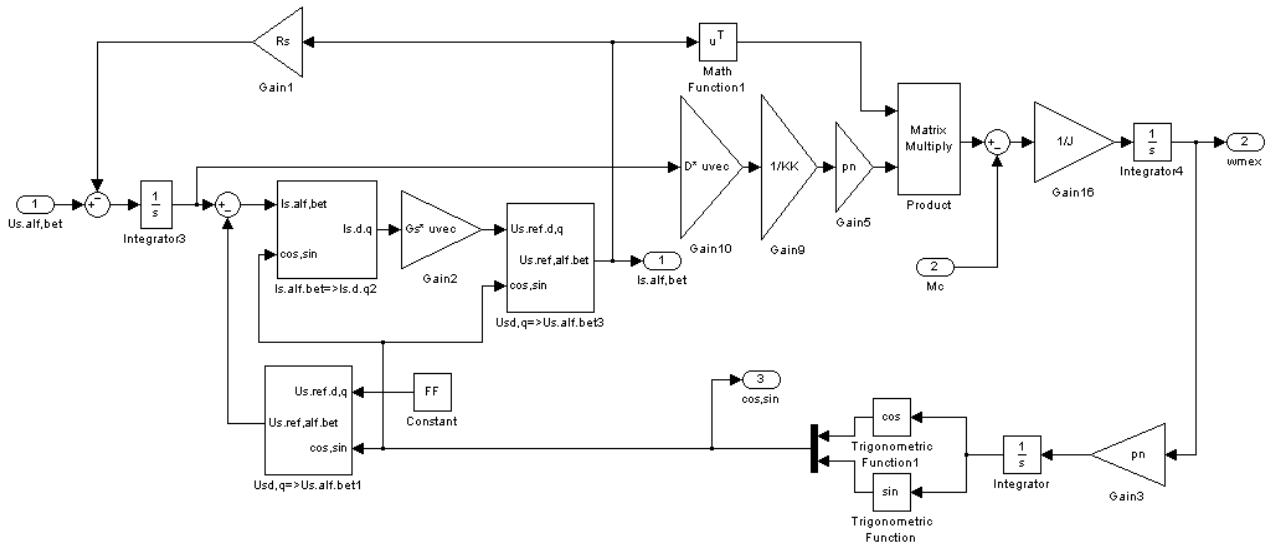 Rs
Gain1
u^T
Math
Function1
D* uvec
Gain10
1/KK
Gain9
pn
Gain5
Matrix
Multiply
Product
1/J
Gain16
1
s
Integrator4
2
wmex
1
Us.alf,bet
1
s
Integrator3
Is.alf,bet
Is.d.q
cos,sin
Is.alf.bet=>Is.d.q2
Gs* uvec
Gain2
Us.ref.d,q
Us.ref,alf.bet
cos,sin
Usd,q=>Us.alf.bet3
1
Is.alf,bet
2
Mc
Us.ref.d,q
Us.ref,alf.bet
cos,sin
Usd,q=>Us.alf.bet1
FF
Constant
3
cos,sin
cos
Trigonometric
Function1
sin
Trigonometric
Function
1
s
Integrator
pn
Gain3